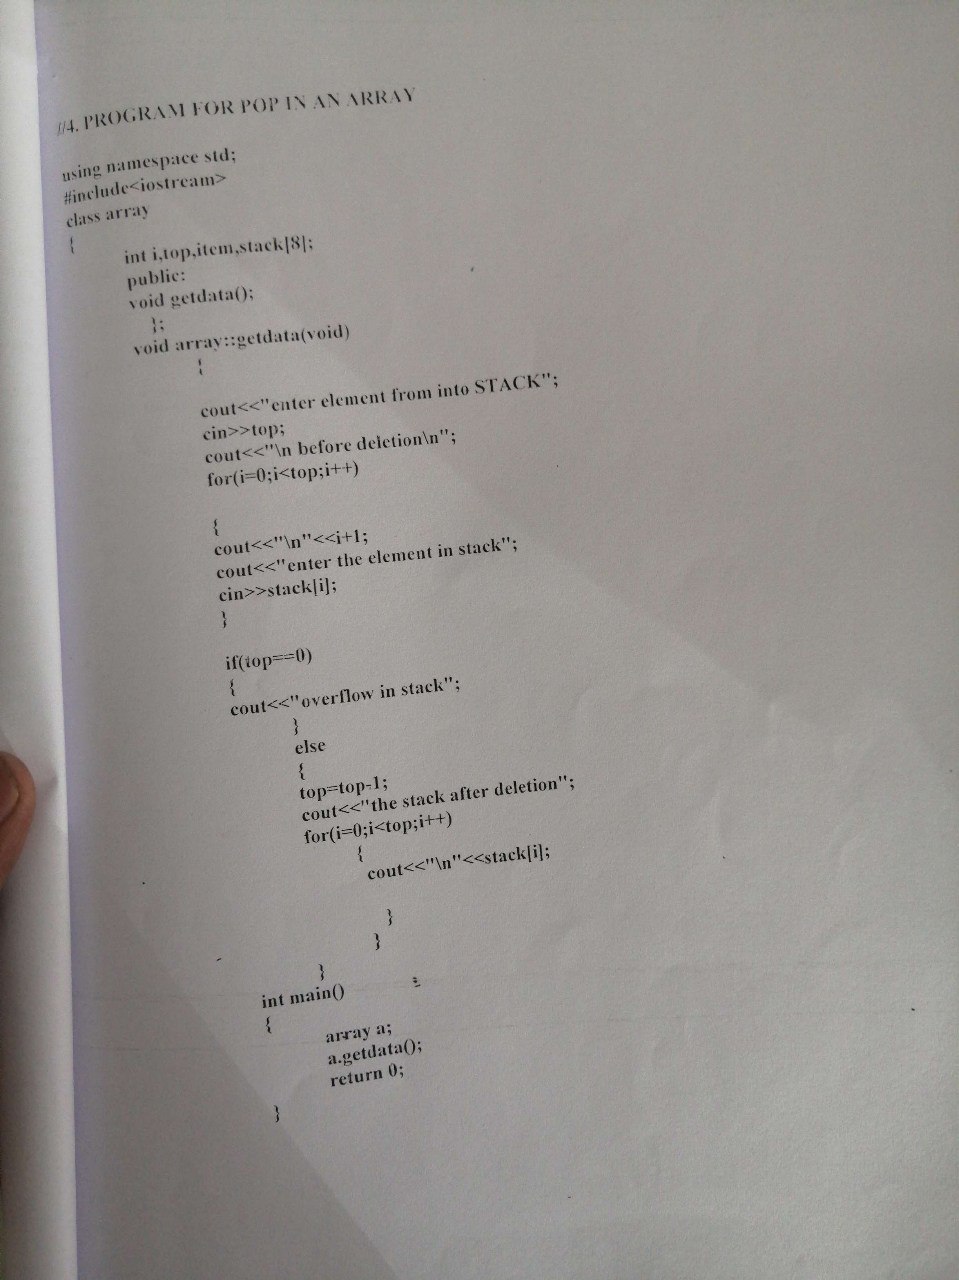 //4. PROGRAM FOR POP IN AN ARRAY
using namespace std;
#include<iostream>
class array
{
int i,top,item,stack[8];
public:
void getdata();
};
void array::getdata(void)
{
cout<<"enter element from into STACK";
cin>>top;
cout<<"\n before deletion\n";
for(i=0;i<top;i++)
{
cout<<"\n"<<i+1;
cout<<"enter the element in stack";
cin>>stack[i];
}
if(top==0)
{
cout<<"overflow in stack";
}
else
{
top=top-1;
cout<<"the stack after deletion";
for(i=0;i<top;i++)
{
cout<<"\n"<<stack[i];
}
}
}
int main()
{
array a;
a.getdata();
return 0;
}